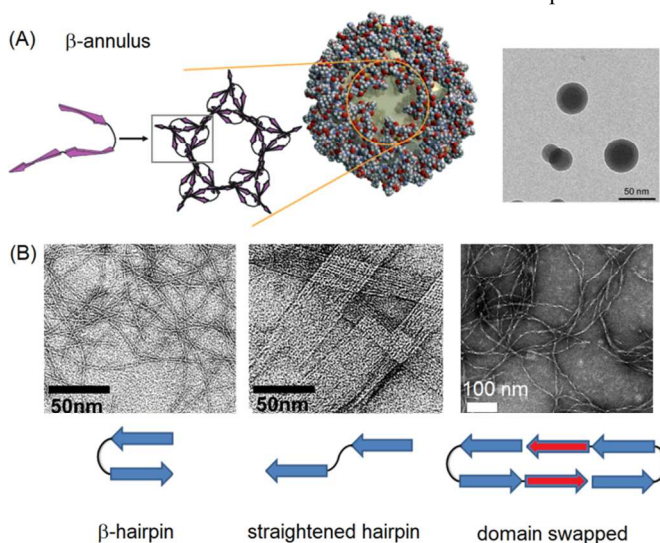 (A)
β-annulus
50 nm
(B)
50nm
50nm
100 nm
β-hairpin
straightened hairpin
domain swapped